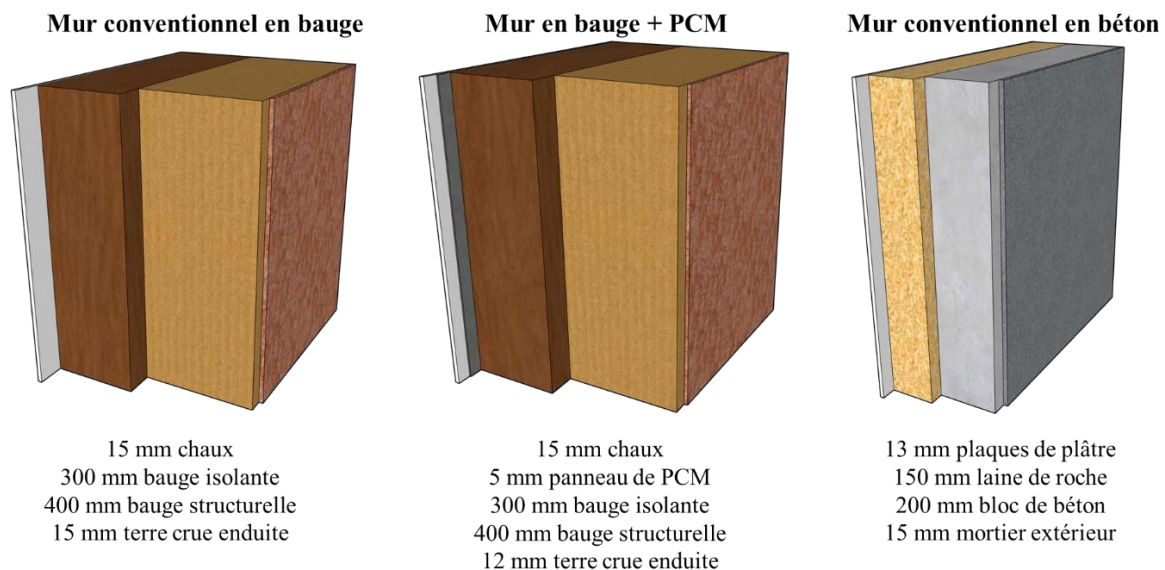 Mur conventionnel en bauge
15 mm chaux
300 mm bauge isolante
400 mm bauge structurelle
15 mm terre crue enduite
Mur en bauge + PCM
15 mm chaux
5 mm panneau de PCM
300 mm bauge isolante
400 mm bauge structurelle
12 mm terre crue enduite
Mur conventionnel en béton
13 mm plaques de plâtre
150 mm laine de roche
200 mm bloc de béton
15 mm mortier extérieur